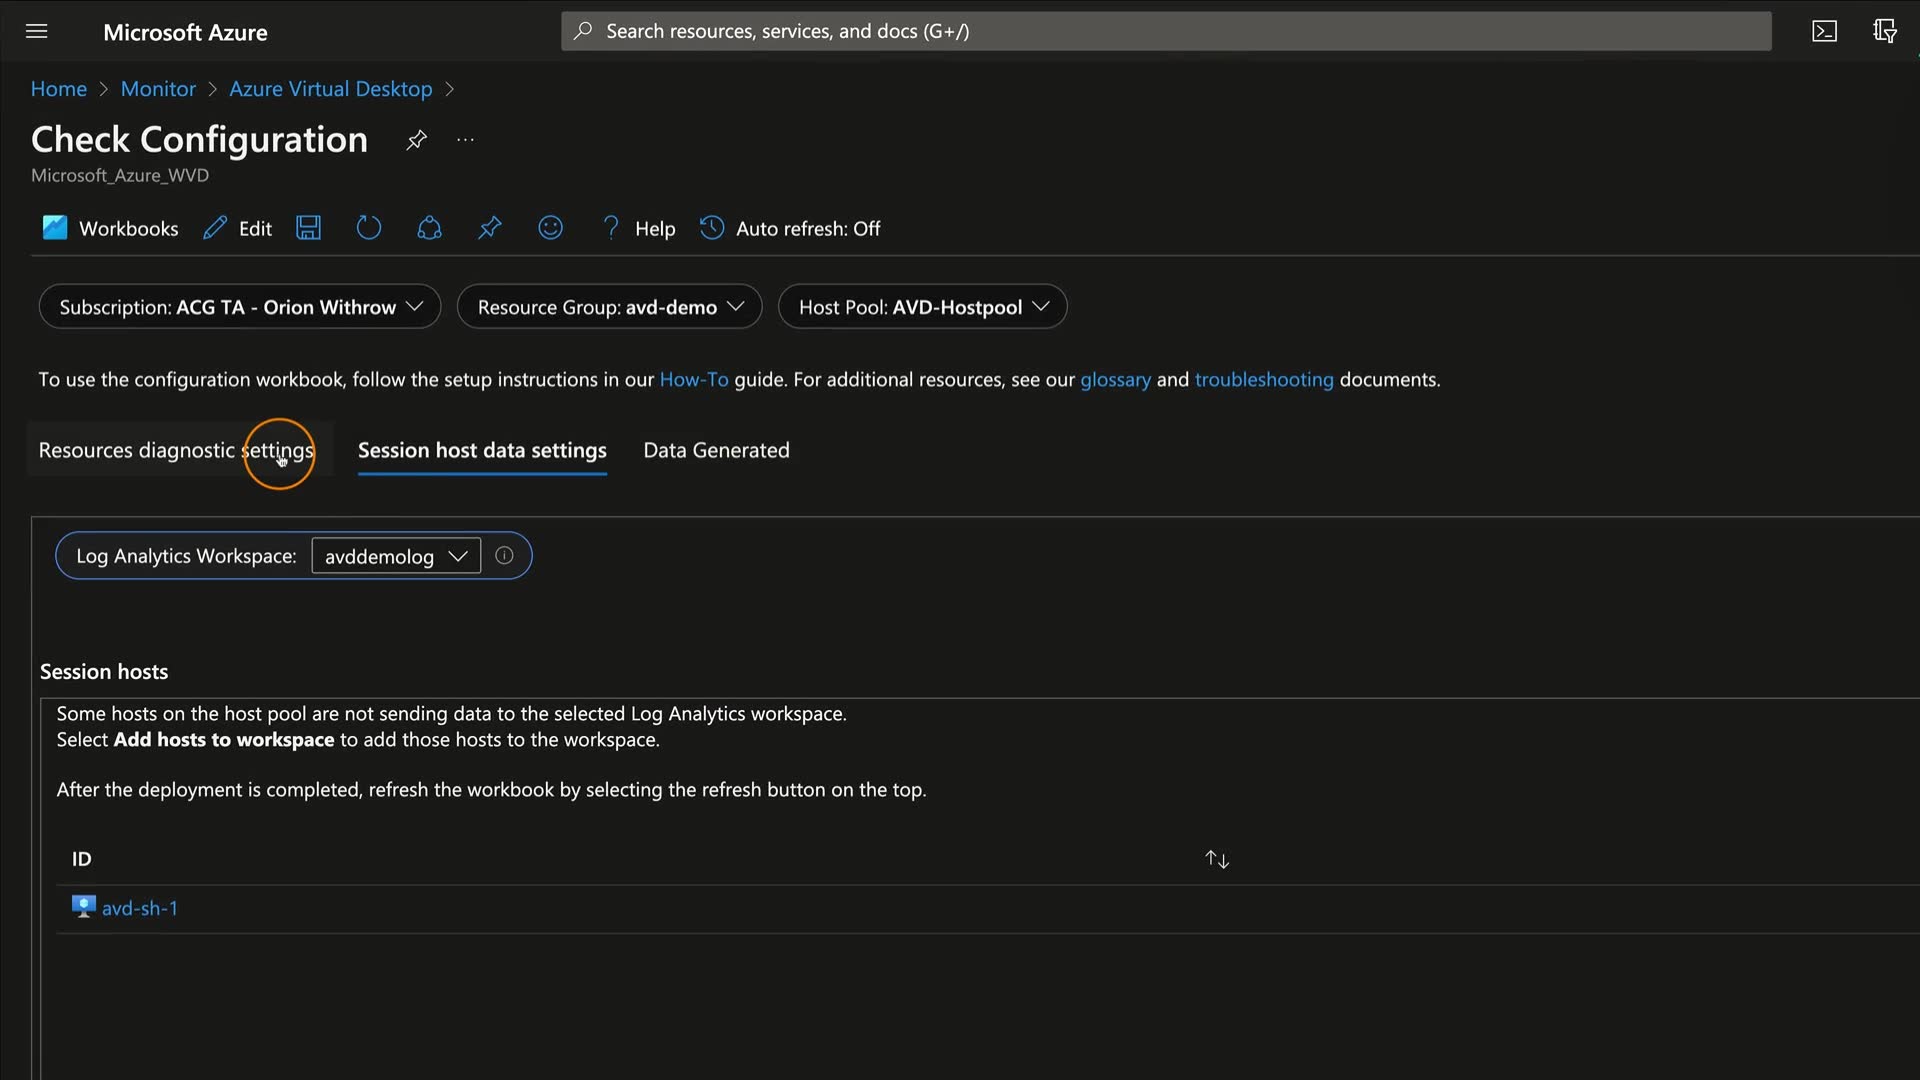 Microsoft Azure
Search resources, services, and docs (G+/)
Home > Monitor > Azure Virtual Desktop >
Check Configuration
Microsoft_Azure_WVD
Workbooks Edit Help Auto refresh: Off
Subscription: ACG TA - Orion Withrow Resource Group: avd-demo Host Pool: AVD-Hostpool
To use the configuration workbook, follow the setup instructions in our How-To guide. For additional resources, see our glossary and troubleshooting documents.
Resources diagnostic settings Session host data settings Data Generated
Log Analytics Workspace: avddemolog
Session hosts
Some hosts on the host pool are not sending data to the selected Log Analytics workspace.
Select Add hosts to workspace to add those hosts to the workspace.
After the deployment is completed, refresh the workbook by selecting the refresh button on the top.
ID
avd-sh-1